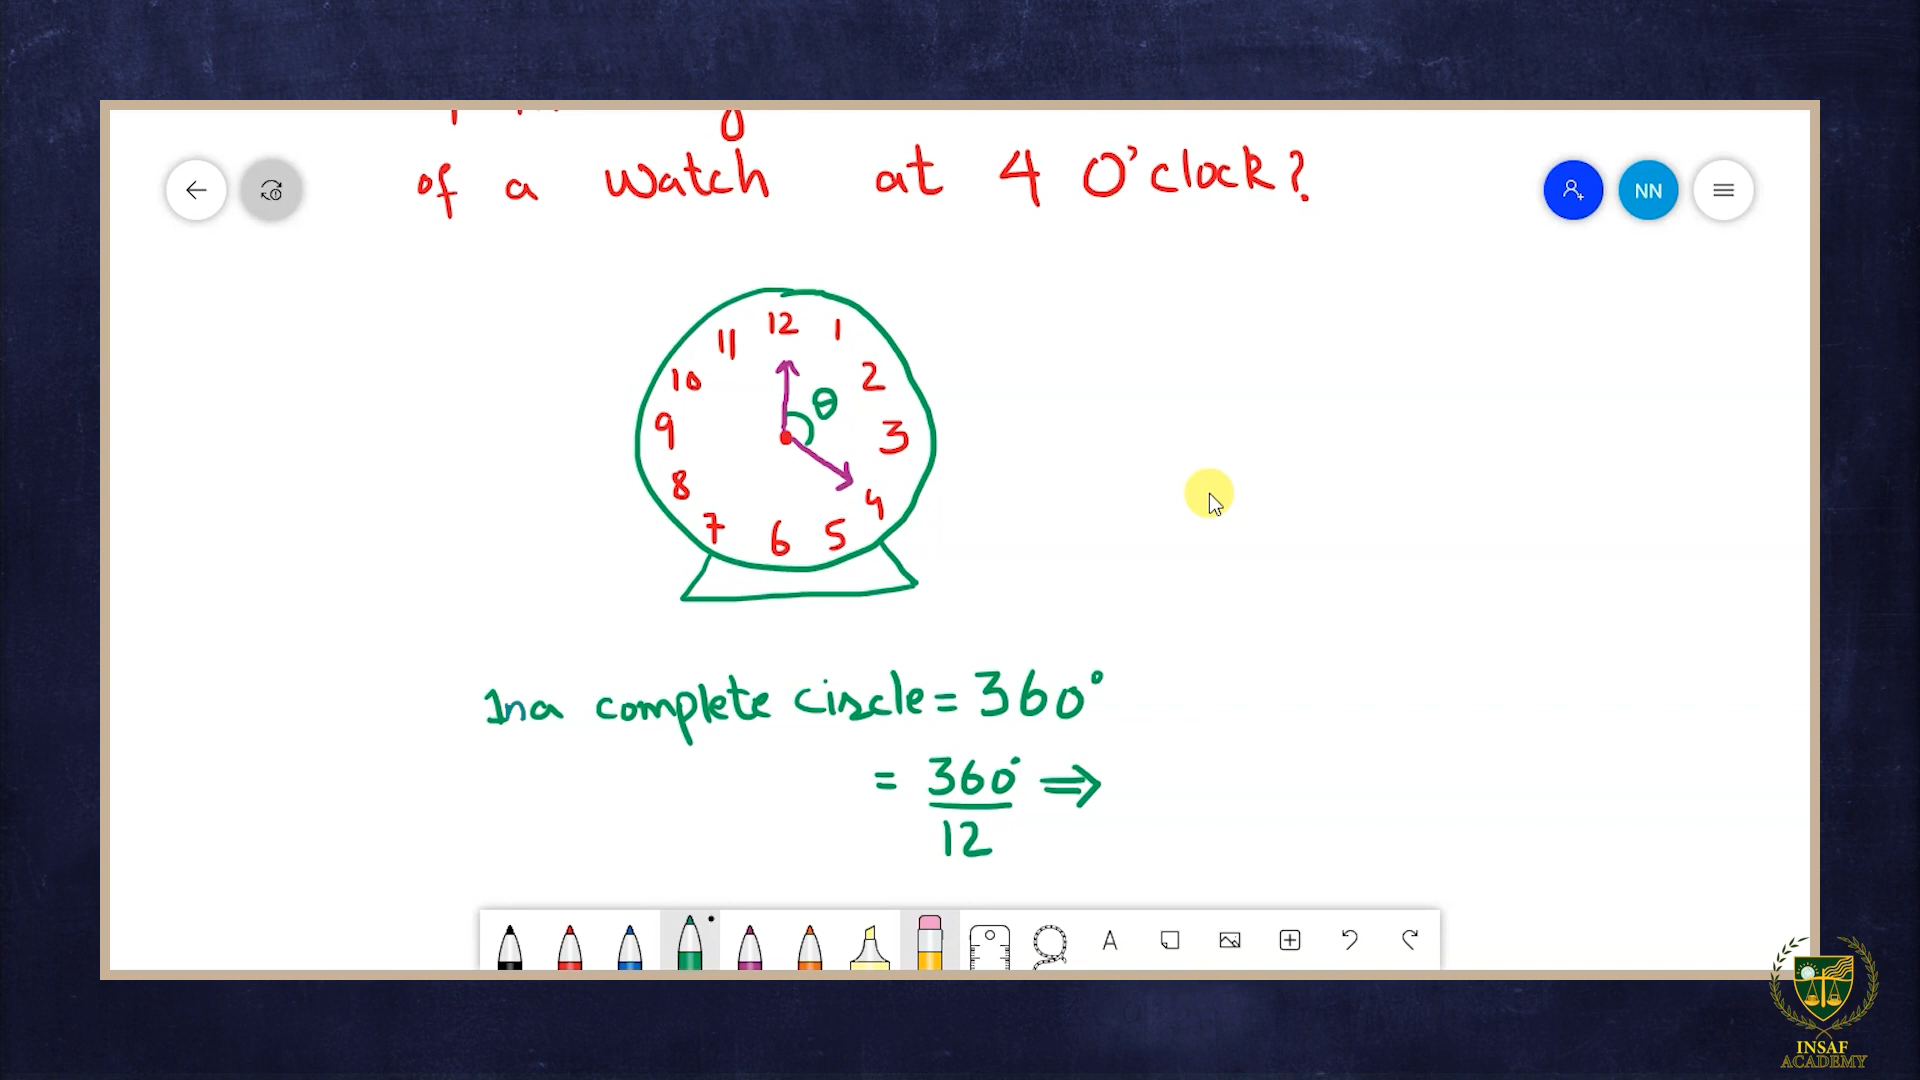 of a watch at 4 O'clock?
NN
12
11 1
10 2
θ
9 3
8 4
7 6 5
In a complete circle = 360°
= 360° ⇒
12
A
INSAF
ACADEMY